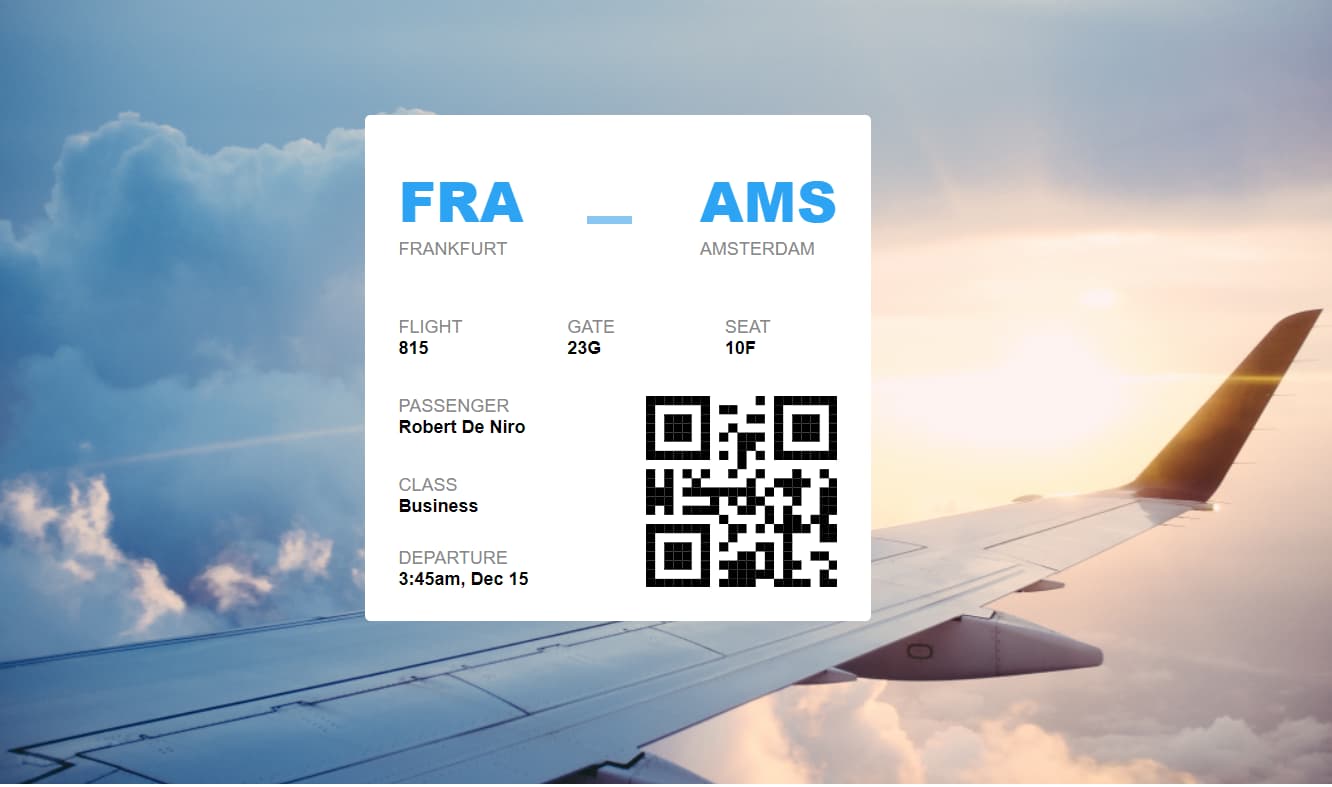 FRA _ AMS
FRANKFURT AMSTERDAM
FLIGHT GATE SEAT
815 23G 10F
PASSENGER
Robert De Niro
CLASS
Business
DEPARTURE
3:45am, Dec 15